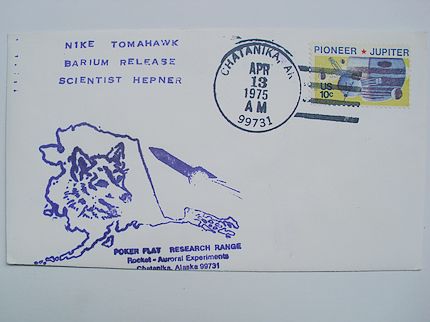 NIKE TOMAHAWK
BARIUM RELEASE
SCIENTIST HEPNER
CHATANIKA, AK
APR
13
1975
AM
99731
PIONEER ★ JUPITER
US
10c
POKER FLAT RESEARCH RANGE
Rocket - Auroral Experiments
Chatanika, Alaska 99731